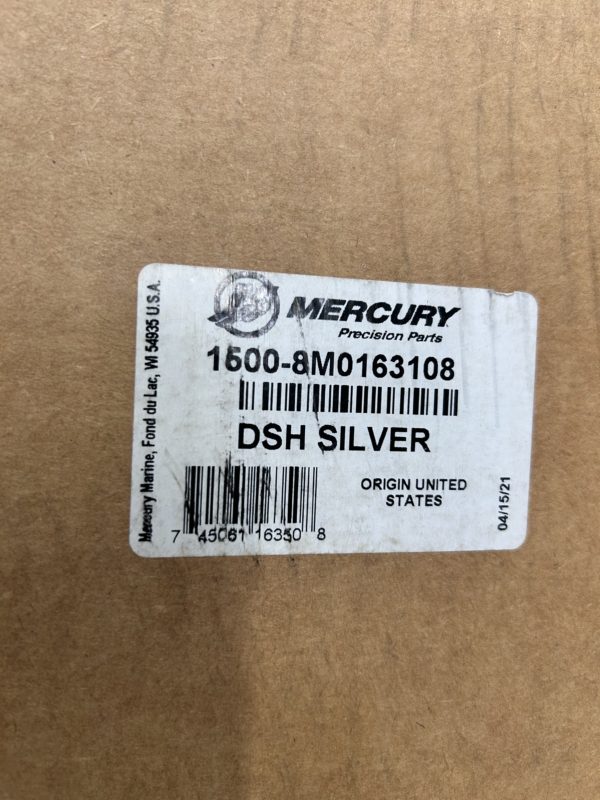 MERCURY
Precision Parts
1500-8M0163108
DSH SILVER
ORIGIN UNITED
STATES
7 45061 16350 8
Mercury Marine, Fond du Lac, WI 54935 U.S.A.
04/15/21